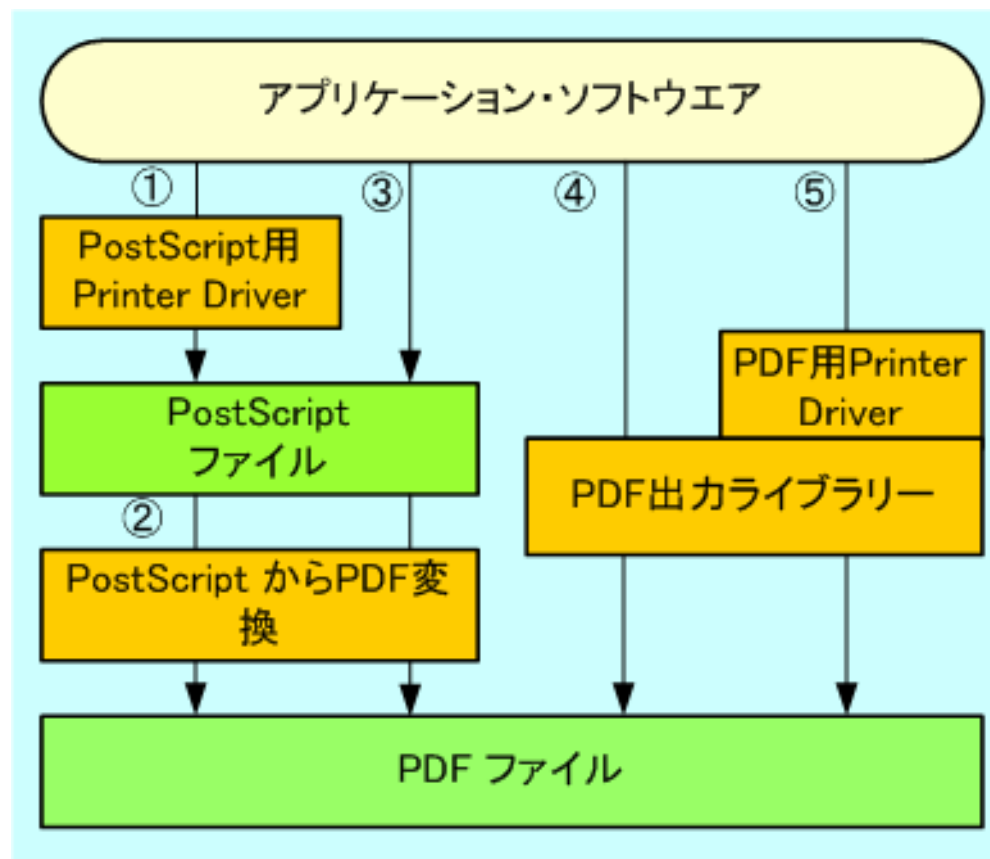 アプリケーション・ソフトウエア
① ③ ④ ⑤
PostScript用
Printer Driver
PDF用Printer
Driver
PostScript
ファイル
PDF出力ライブラリー
②
PostScript からPDF変
換
PDF ファイル